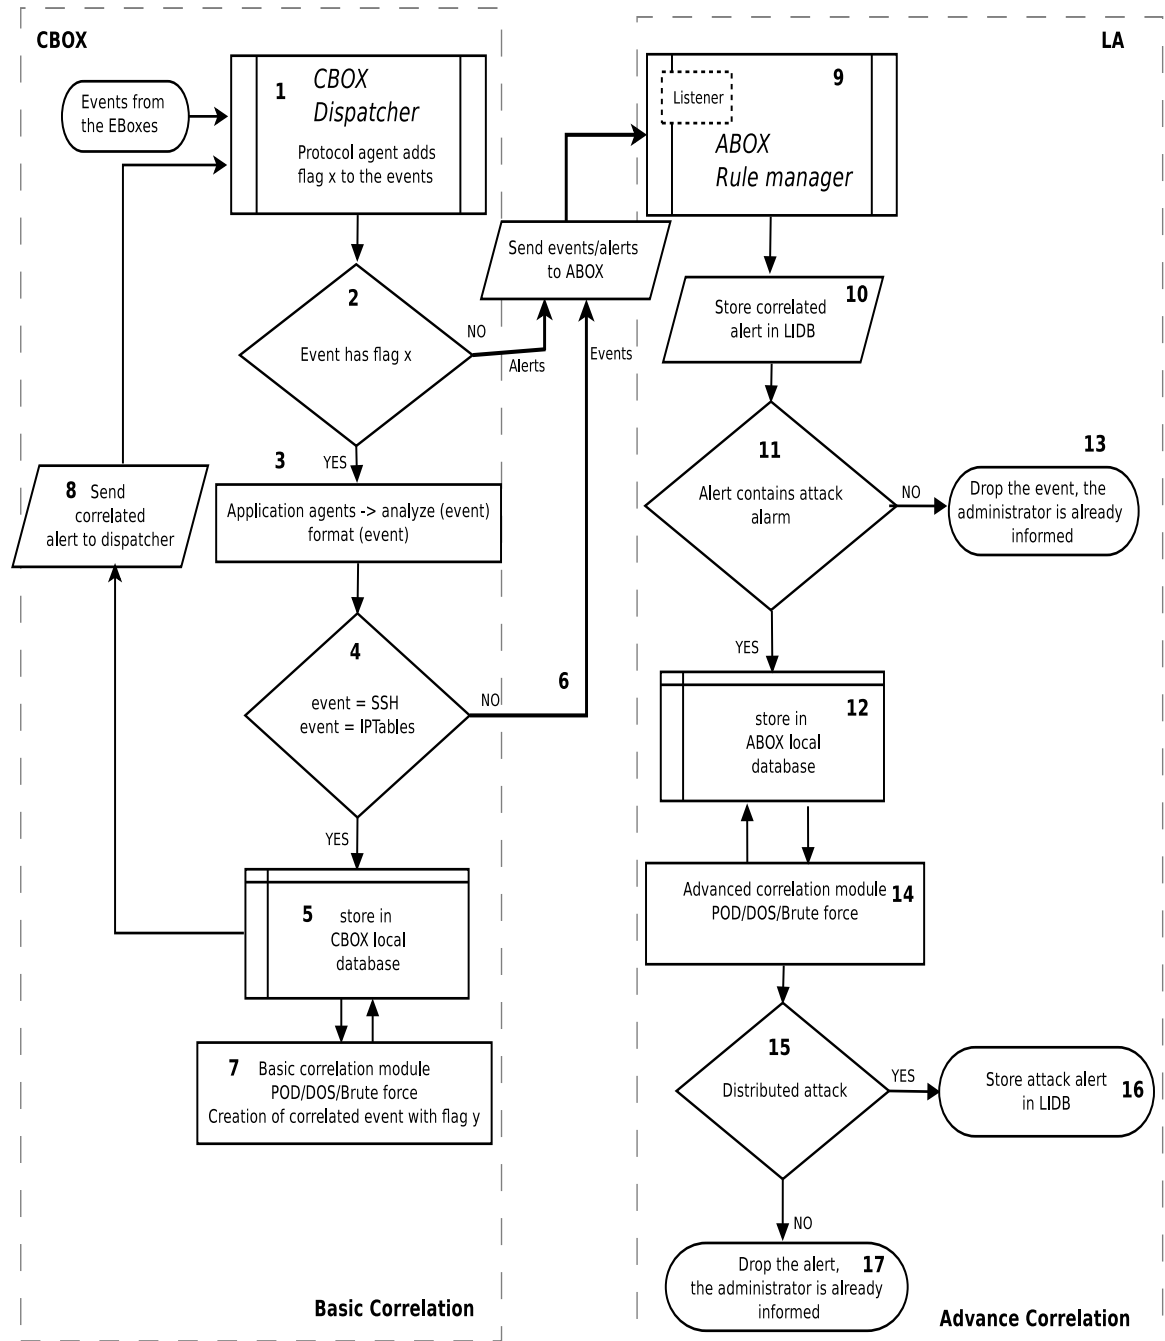 CBOX
Events from
the EBoxes
1
CBOX
Dispatcher
Protocol agent adds
flag x to the events
2
Event has flag x
NO
Alerts
Send events/alerts
to ABOX
Events
3
YES
Application agents -> analyze (event)
format (event)
4
event = SSH
event = IPTables
NO
6
YES
5
store in
CBOX local
database
7
Basic correlation module
POD/DOS/Brute force
Creation of correlated event with flag y
8 Send
correlated
alert to dispatcher
Basic Correlation
LA
Listener
9
ABOX
Rule manager
10
Store correlated
alert in LIDB
11
Alert contains attack
alarm
NO
13
Drop the event, the
administrator is already
informed
YES
12
store in
ABOX local
database
Advanced correlation module
POD/DOS/Brute force
14
15
Distributed attack
YES
Store attack alert
in LIDB
16
NO
Drop the alert,
the administrator is already
informed
17
Advance Correlation